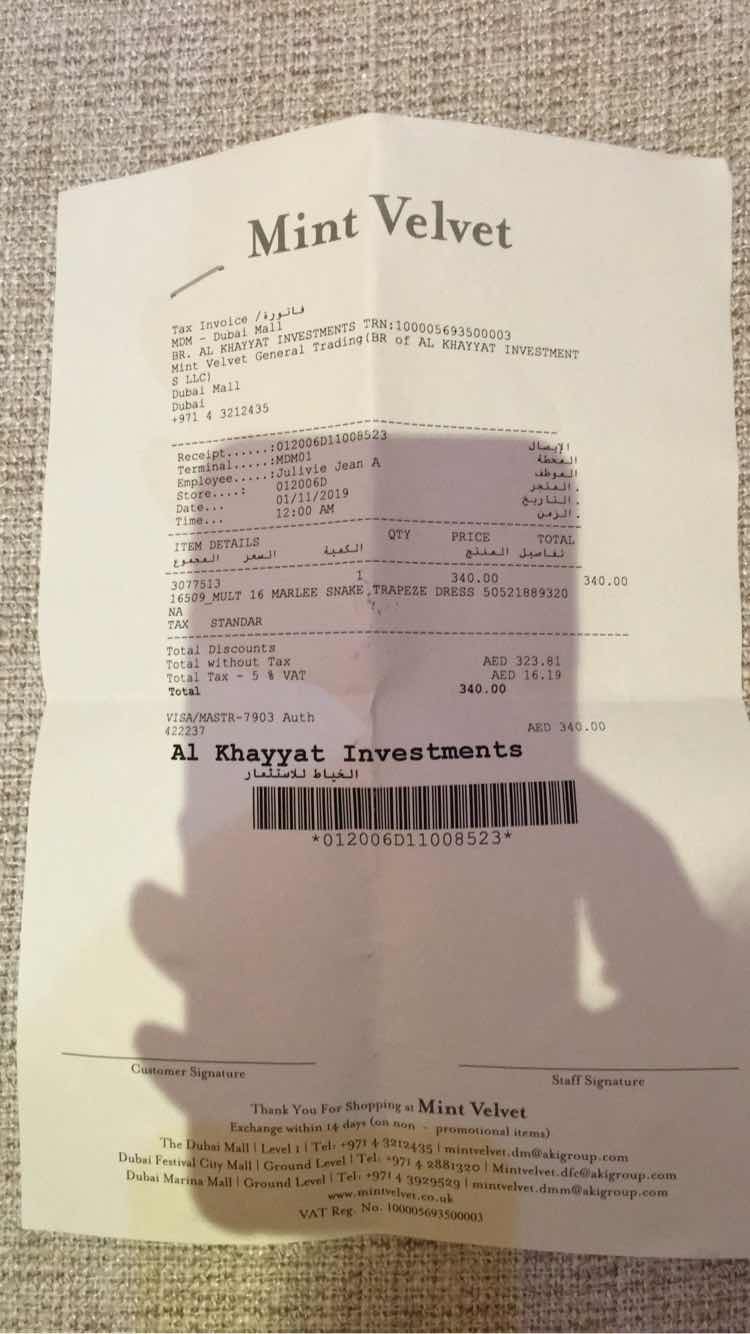 Mint Velvet
Tax Invoice /فاتورة
MDM - Dubai Mall
BR. AL KHAYYAT INVESTMENTS TRN:100005693500003
Mint Velvet General Trading(BR of AL KHAYYAT INVESTMENT
S LLC)
Dubai Mall
Dubai
+971 4 3212435
Receipt......:012006D11008523 الإيصال
Terminal.....:MDM01 المحطة
Employee.....:Julivie Jean A الموظف
Store....: 012006D المتجر.
Date... 01/11/2019 التاريخ.
Time... 12:00 AM الزمن.
ITEM DETAILS QTY PRICE TOTAL
المجموع السعر الكمية تفاصيل المنتج
3077513 1 340.00 340.00
16509_MULT 16 MARLEE SNAKE TRAPEZE DRESS 50521889320
NA
TAX STANDAR
Total Discounts
Total without Tax AED 323.81
Total Tax - 5 % VAT AED 16.19
Total 340.00
VISA/MASTR-7903 Auth
422237 AED 340.00
Al Khayyat Investments
الخياط للاستثمار
*012006D11008523*
Customer Signature Staff Signature
Thank You For Shopping at Mint Velvet
Exchange within 14 days (on non - promotional items)
The Dubai Mall | Level 1 | Tel: +971 4 3212435 | mintvelvet.dm@akigroup.com
Dubai Festival City Mall | Ground Level | Tel: +971 4 2881320 | Mintvelvet.dfc@akigroup.com
Dubai Marina Mall | Ground Level | Tel: +971 4 3929529 | mintvelvet.dmm@akigroup.com
www.mintvelvet.co.uk
VAT Reg. No. 100005693500003